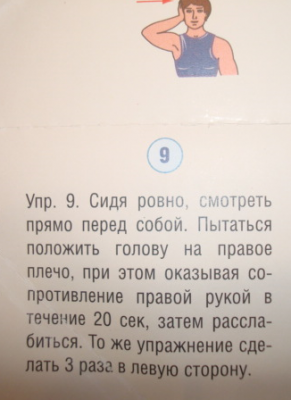 9
Упр. 9. Сидя ровно, смотреть
прямо перед собой. Пытаться
положить голову на правое
плечо, при этом оказывая со-
противление правой рукой в
течение 20 сек, затем рассла-
биться. То же упражнение сде-
лать 3 раза в левую сторону.